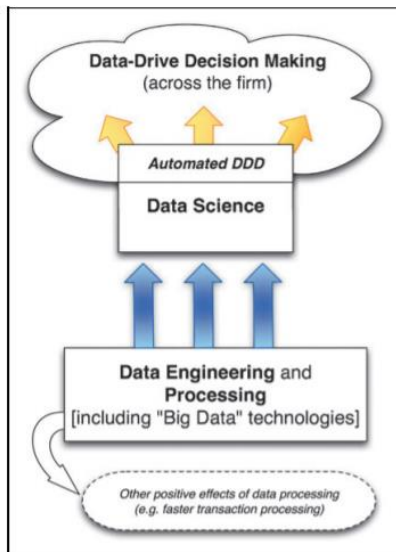 Data-Drive Decision Making
(across the firm)
Automated DDD
Data Science
Data Engineering and
Processing
[including "Big Data" technologies]
Other positive effects of data processing
(e.g. faster transaction processing)